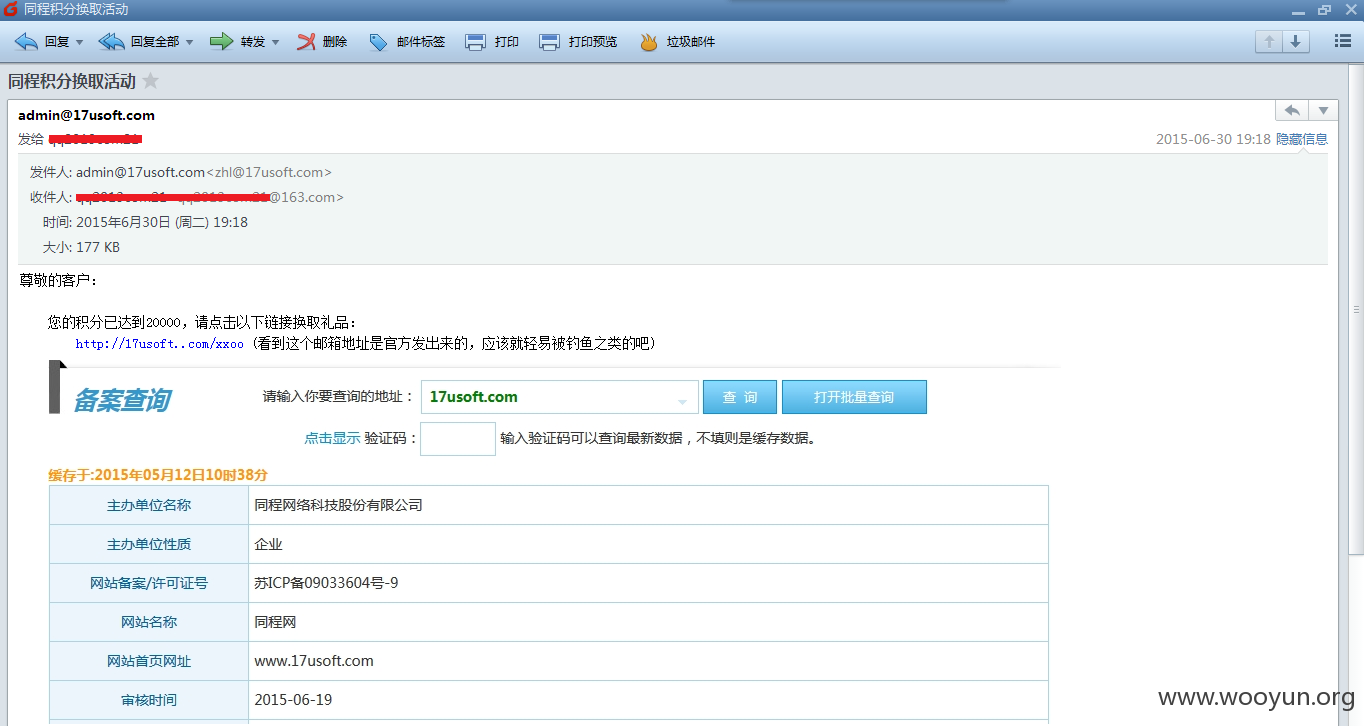 同程积分换取活动
回复 回复全部 转发 删除 邮件标签 打印 打印预览 垃圾邮件
同程积分换取活动
admin@17usoft.com
发给 2015-06-30 19:18 隐藏信息
发件人: admin@17usoft.com<zhl@17usoft.com>
收件人: @163.com>
时间: 2015年6月30日 (周二) 19:18
大小: 177 KB
尊敬的客户:
您的积分已达到20000, 请点击以下链接换取礼品:
http://17usoft..com/xxoo (看到这个邮箱地址是官方发出来的, 应该就轻易被钓鱼之类的吧)
备案查询 请输入你要查询的地址: 17usoft.com 查 询 打开批量查询
点击显示 验证码: 输入验证码可以查询最新数据,不填则是缓存数据。
缓存于:2015年05月12日10时38分
主办单位名称 同程网络科技股份有限公司
主办单位性质 企业
网站备案/许可证号 苏ICP备09033604号-9
网站名称 同程网
网站首页网址 www.17usoft.com
审核时间 2015-06-19
www.wooyun.org